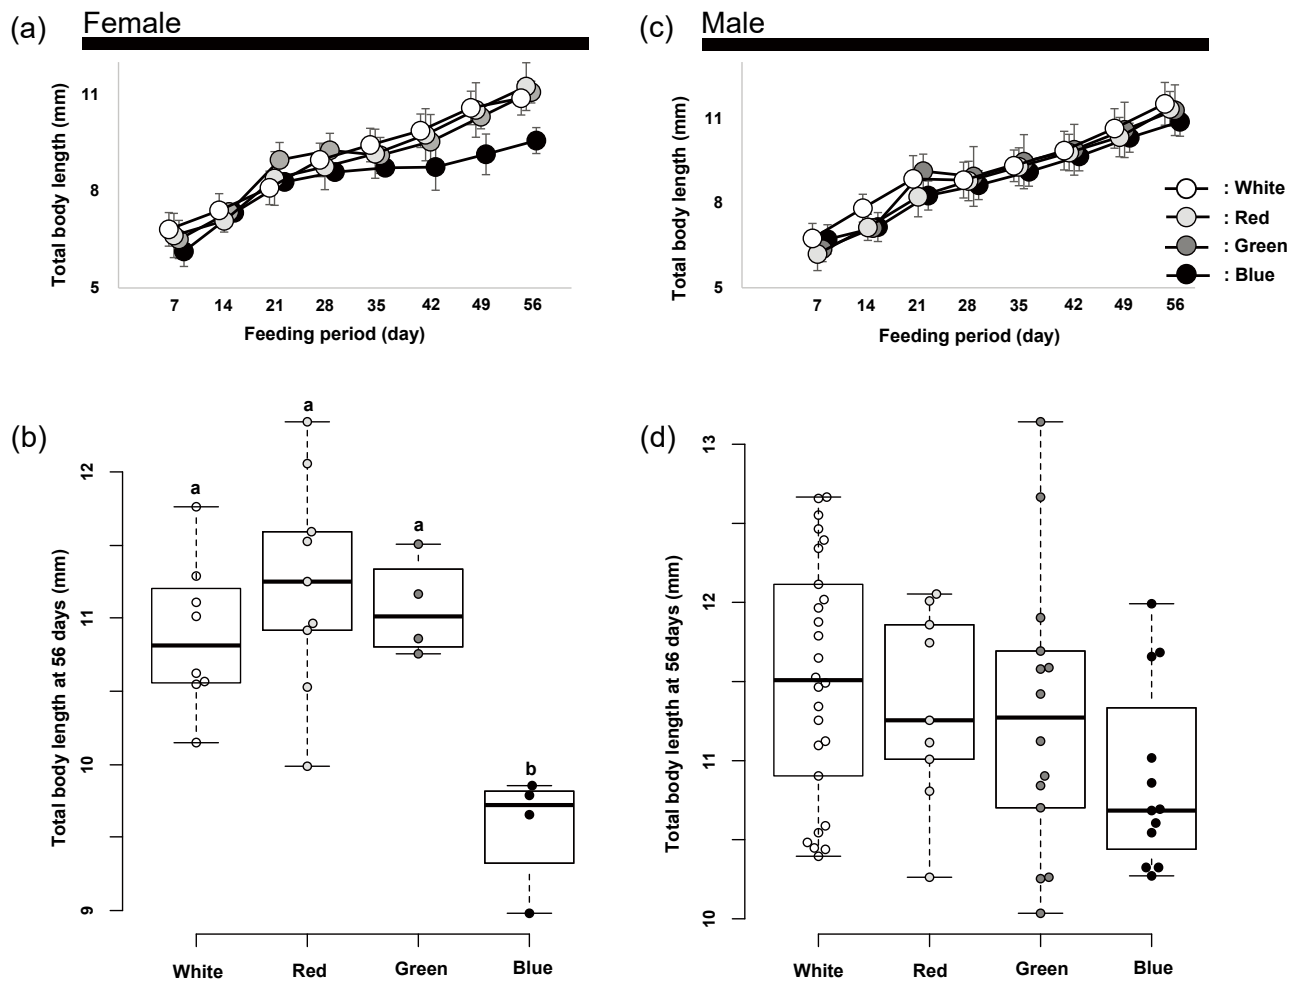 (a) Female
Total body length (mm)
11
8
5
7 14 21 28 35 42 49 56
Feeding period (day)
(c) Male
Total body length (mm)
11
8
5
7 14 21 28 35 42 49 56
Feeding period (day)
: White
: Red
: Green
: Blue
(b)
Total body length at 56 days (mm)
12
11
10
9
a
a
a
b
White Red Green Blue
(d)
Total body length at 56 days (mm)
13
12
11
10
White Red Green Blue